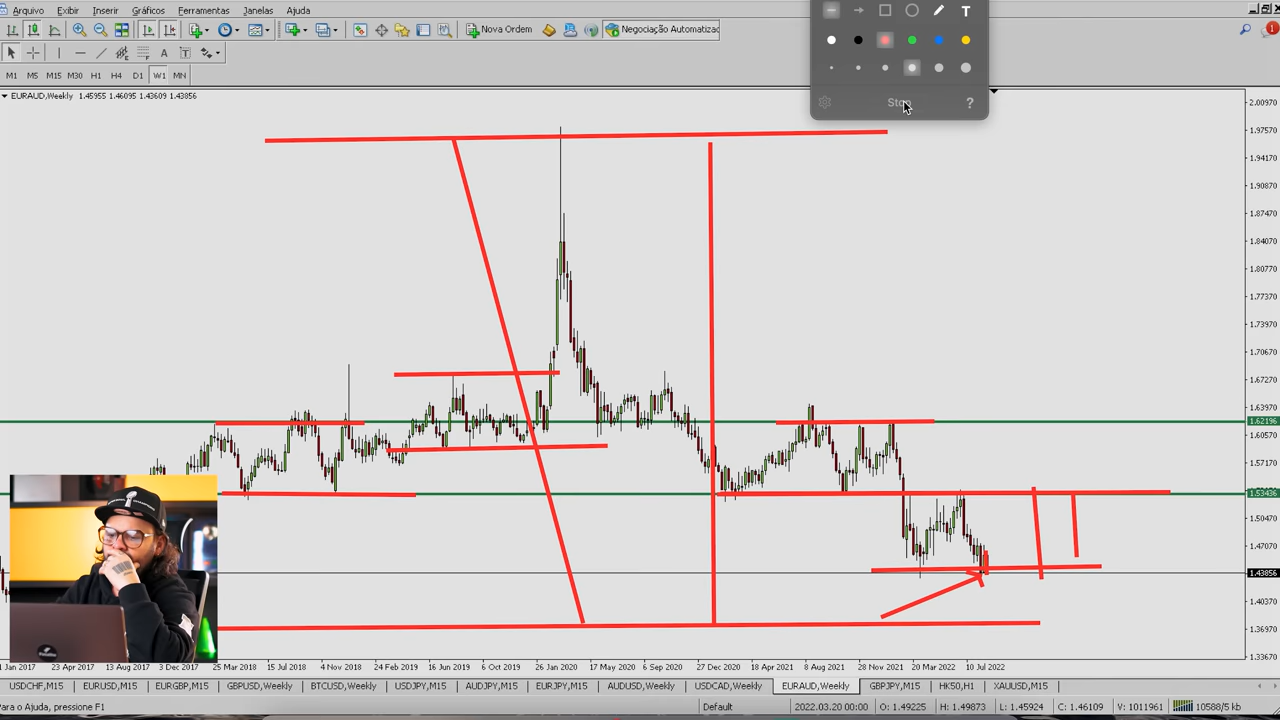 Arquivo Exibir Inserir Gráficos Ferramentas Janelas Ajuda
T
Nova Ordem Negociação Automatizac
A T
M1 M5 M15 M30 H1 H4 D1 W1 MN
Stop ?
1
EURAUD,Weekly 1.45955 1.46095 1.43609 1.43856
2.00970
1.97570
1.94170
1.90870
1.87470
1.84070
1.80770
1.77370
1.73970
1.70670
1.67270
1.63970
1.62196
1.60570
1.57170
1.53436
1.50470
1.47070
1.43856
1.40370
1.36970
1.33670
1 Jan 2017 23 Apr 2017 13 Aug 2017 3 Dec 2017 25 Mar 2018 15 Jul 2018 4 Nov 2018 24 Feb 2019 16 Jun 2019 6 Oct 2019 26 Jan 2020 17 May 2020 6 Sep 2020 27 Dec 2020 18 Apr 2021 8 Aug 2021 28 Nov 2021 20 Mar 2022 10 Jul 2022
USDCHF,M15 EURUSD,M15 EURGBP,M15 GBPUSD,Weekly BTCUSD,Weekly USDJPY,M15 AUDJPY,M15 EURJPY,M15 AUDUSD,Weekly USDCAD,Weekly EURAUD,Weekly GBPJPY,M15 HK50,H1 XAUUSD,M15
Para o Ajuda, pressione F1 Default 2022.03.20 00:00 O: 1.49225 H: 1.49873 L: 1.45924 C: 1.46109 V: 1011961 10588/5 kb